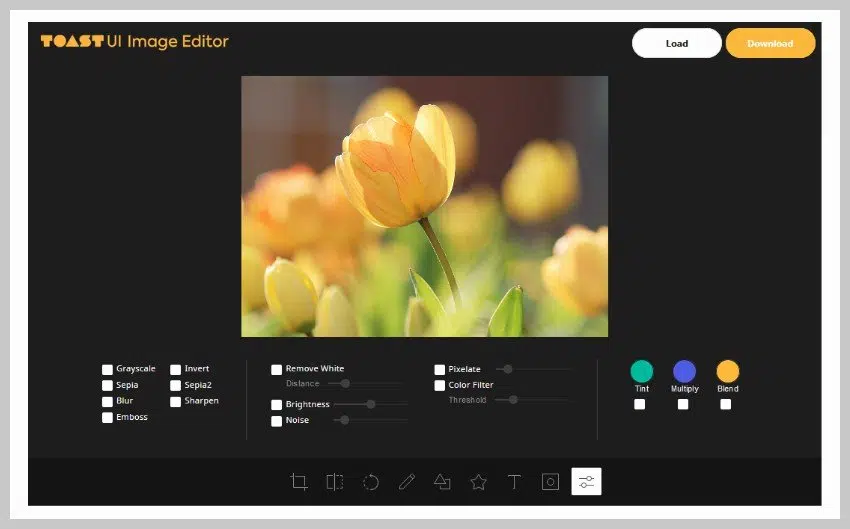 TOAST UI Image Editor
Load
Download
Grayscale
Invert
Sepia
Sepia2
Blur
Sharpen
Emboss
Remove White
Distance
Brightness
Noise
Pixelate
Color Filter
Threshold
Tint
Multiply
Blend